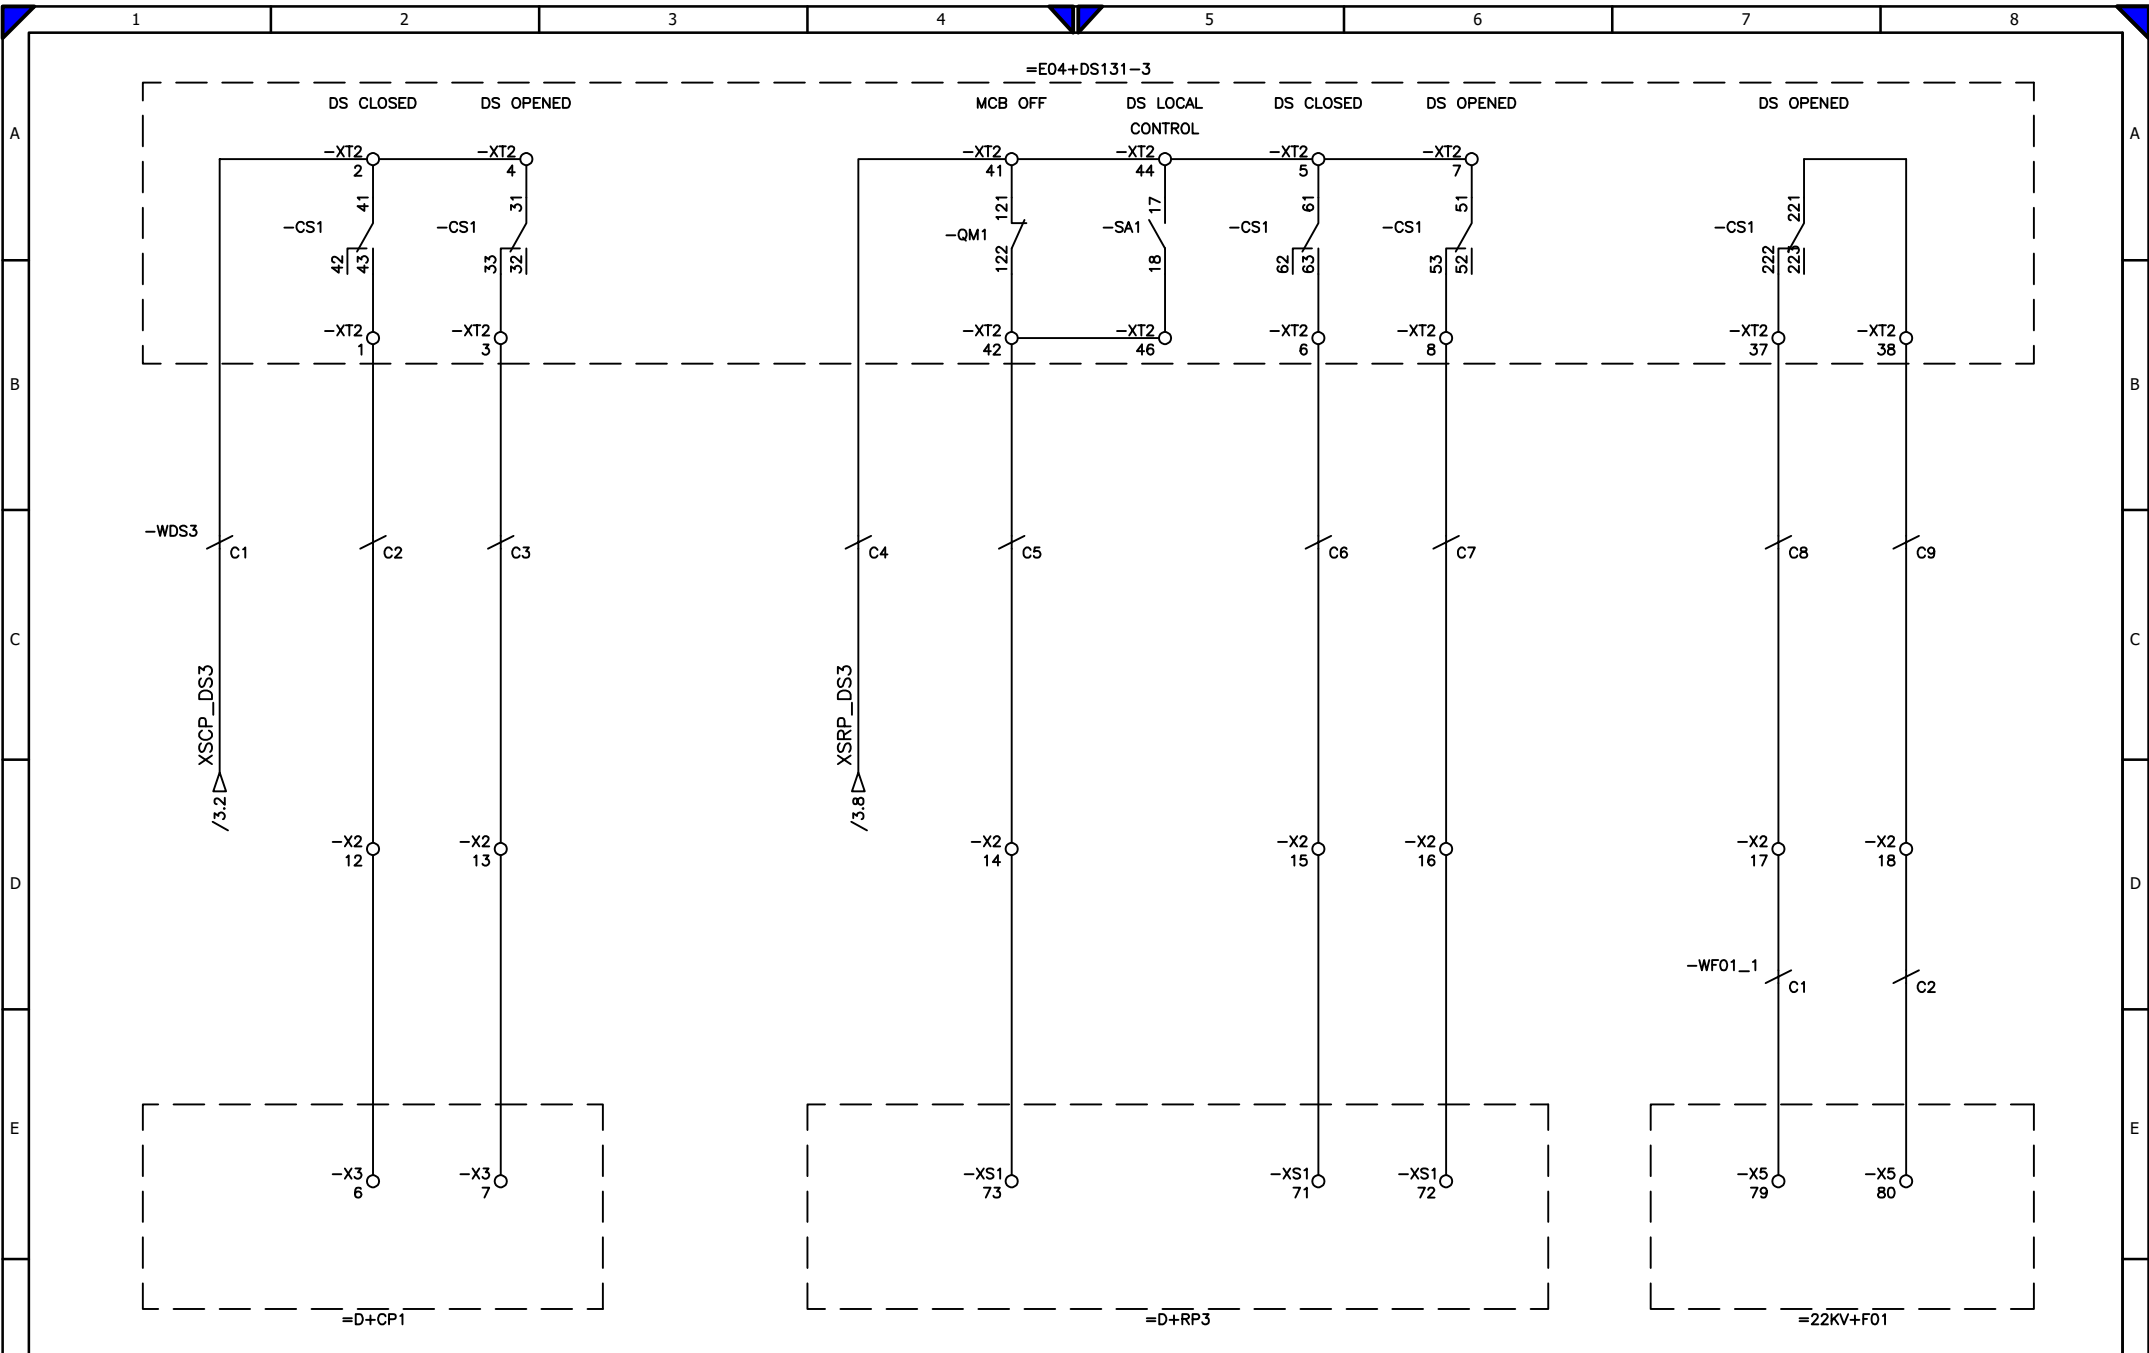 1 2 3 4 5 6 7 8
=E04+DS131-3
DS CLOSED DS OPENED MCB OFF DS LOCAL DS CLOSED DS OPENED DS OPENED
A CONTROL A
-XT2 -XT2 -XT2 -XT2 -XT2 -XT2
2 4 41 44 5 7
41 31 121 17 61 51 221
-CS1 -CS1 -QM1 -SA1 -CS1 -CS1 -CS1
42 43 33 32 122 18 62 63 53 52 222 223
-XT2 -XT2 -XT2 -XT2 -XT2 -XT2 -XT2 -XT2
1 3 42 46 6 8 37 38
B B
-WDS3
C1 C2 C3 C4 C5 C6 C7 C8 C9
C C
XSCP_DS3 XSRP_DS3
/3.2 /3.8
-X2 -X2 -X2 -X2 -X2 -X2 -X2
12 13 14 15 16 17 18
D D
-WF01_1
C1 C2
E E
-X3 -X3 -XS1 -XS1 -XS1 -X5 -X5
6 7 73 71 72 79 80
=D+CP1 =D+RP3 =22KV+F01